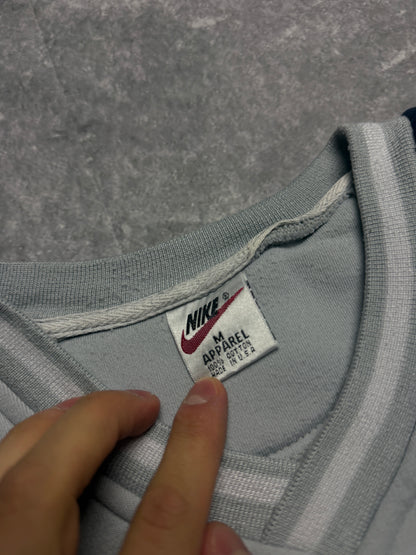 NIKE ®
M
APPAREL
100% COTTON
MADE IN U.S.A